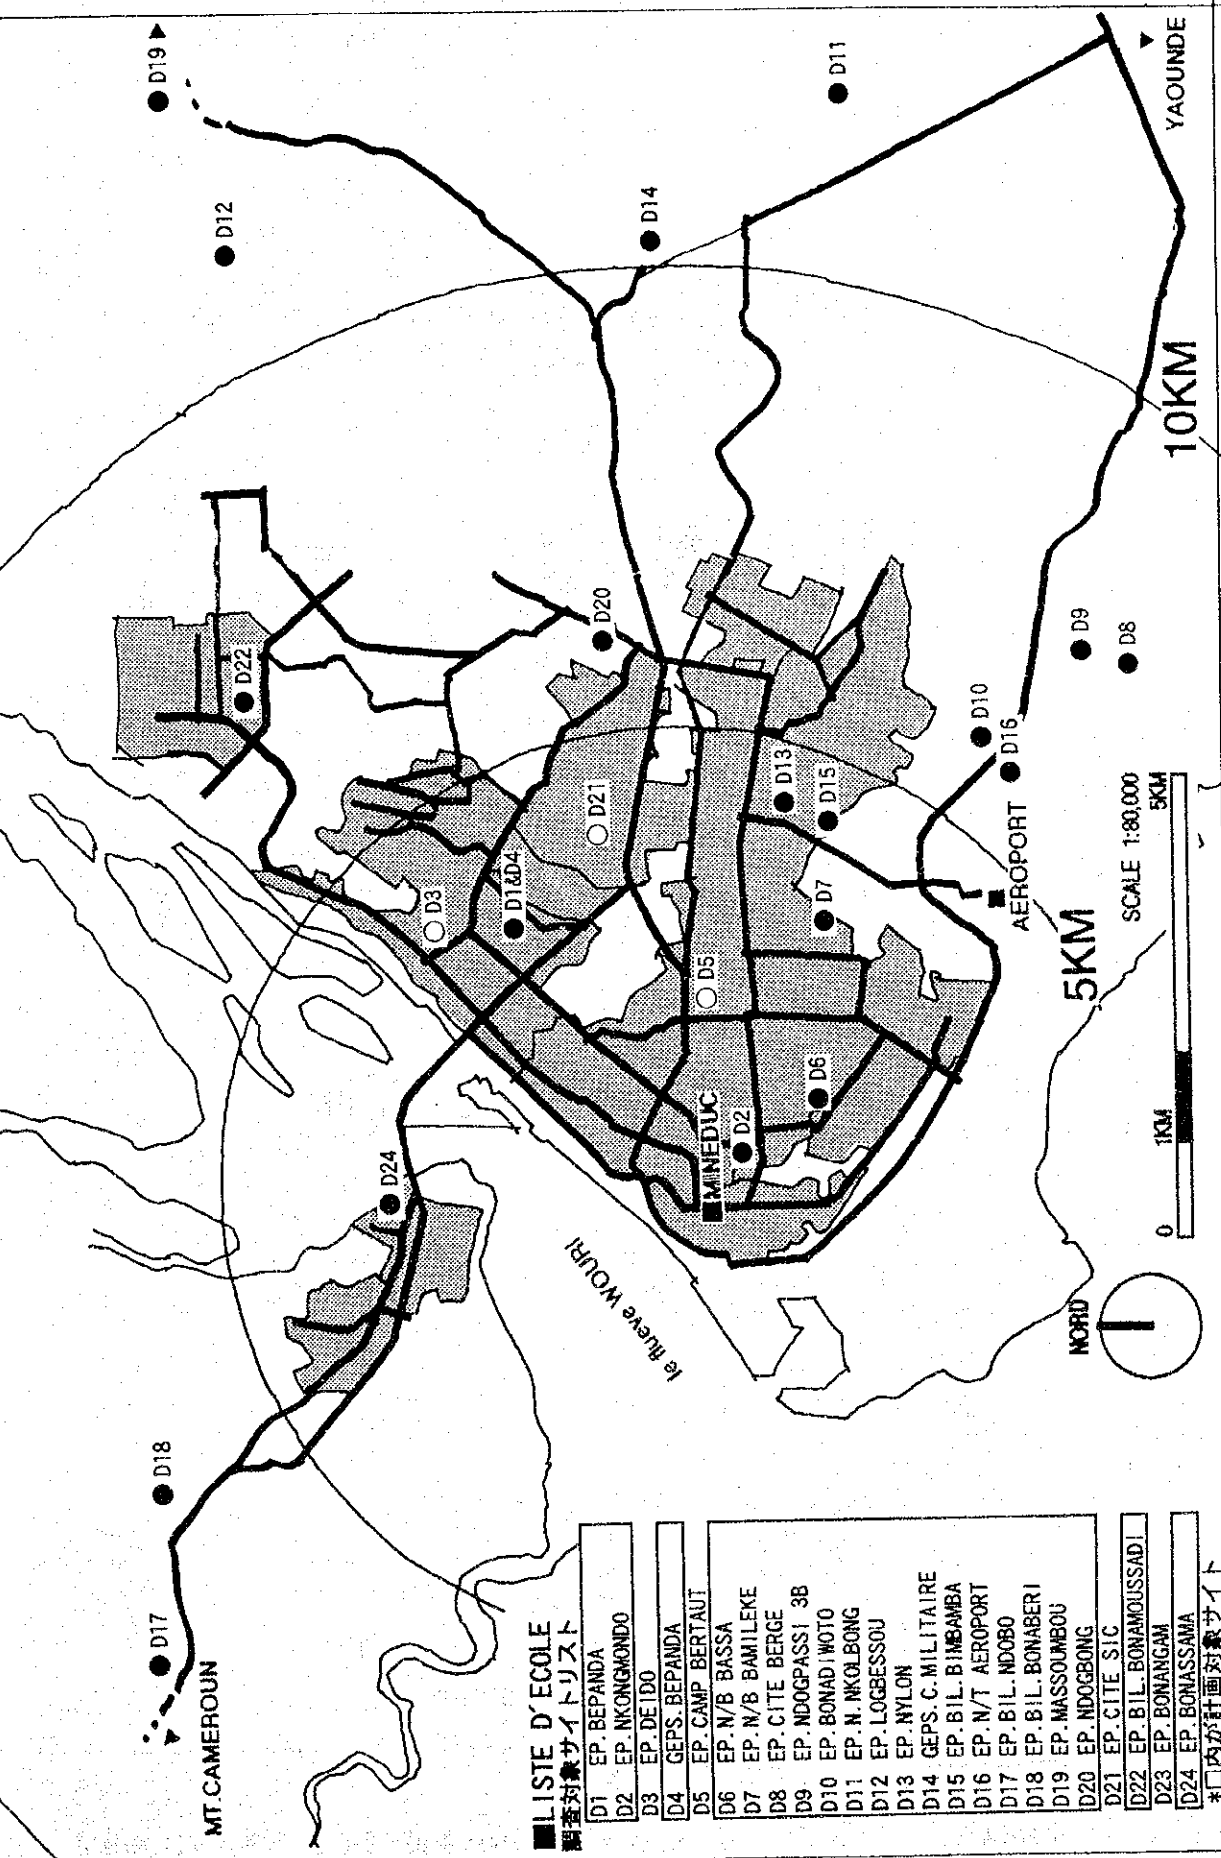 ■LISTE D'ECOLE
調査対象サイトリスト
D1 EP.BEPANDA
D2 EP.NKONGMONDO
D3 EP.DEIDO
D4 GEPS.BEPANDA
D5 EP.CAMP BERTAUT
D6 EP.N/B BASSA
D7 EP.N/B BAMILEKE
D8 EP.CITE BERGE
D9 EP.NDOGPASSI 3B
D10 EP.BONADIWOTO
D11 EP.N.NKOLBONG
D12 EP.LOGBESSOU
D13 EP.NYLON
D14 GEPS.C.MILITAIRE
D15 EP.BIL.BIMBAMBA
D16 EP.N/T AEROPORT
D17 EP.BIL.NDOBO
D18 EP.BIL.BONABERI
D19 EP.MASSOUMBOU
D20 EP.NDOGBONG
D21 EP.CITE SIC
D22 EP.BIL.BONAMOUSSADI
D23 EP.BONANGAM
D24 EP.BONASSAMA
*□内が計画対象サイト
MT.CAMEROUN
D17
D18
D24
le flueve WOURI
■MINEDUC
D2
D6
D5
D7
D3
D1&D4
D21
D13
D15
D22
D20
D10
D16
D9
D8
D12
D14
D11
D19
AEROPORT
YAOUNDE
5KM
10KM
NORD
SCALE 1:80,000
0 1KM 5KM